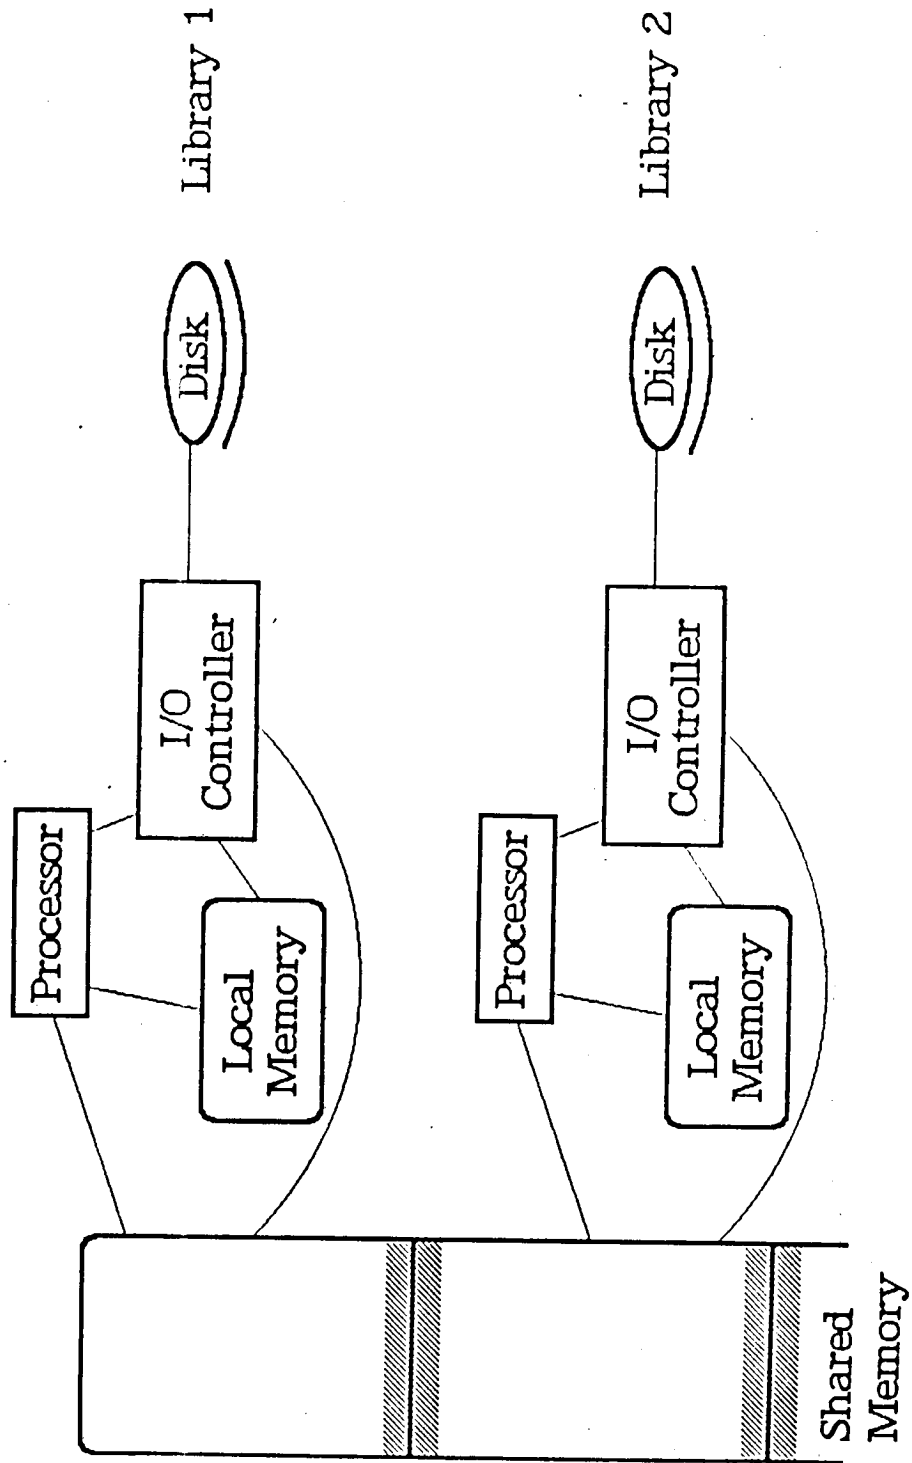 Library 1
Disk
I/O
Controller
Processor
Local
Memory
Library 2
Disk
I/O
Controller
Processor
Local
Memory
Shared
Memory